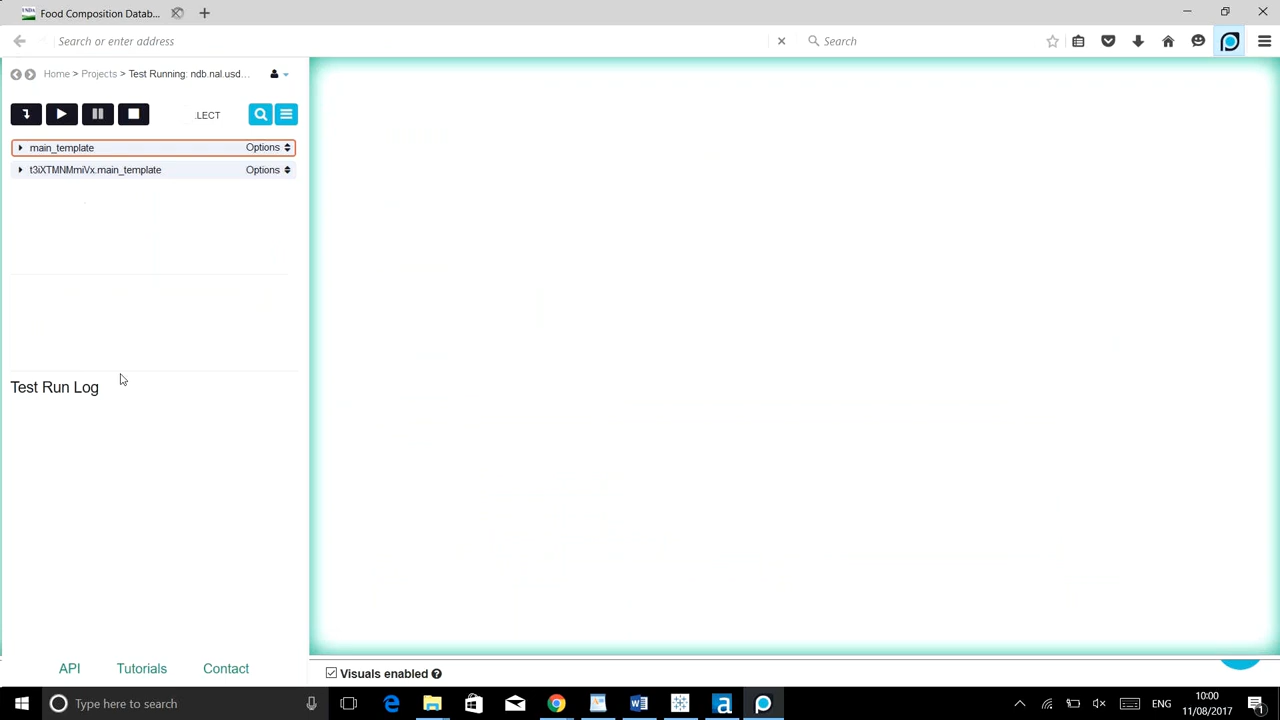 Food Composition Datab...
Search or enter address
Search
Home > Projects > Test Running: ndb.nal.usd...
.LECT
main_template Options
t3iXTMNMmiVx.main_template Options
Test Run Log
API Tutorials Contact
Visuals enabled
Type here to search
ENG
10:00
11/08/2017